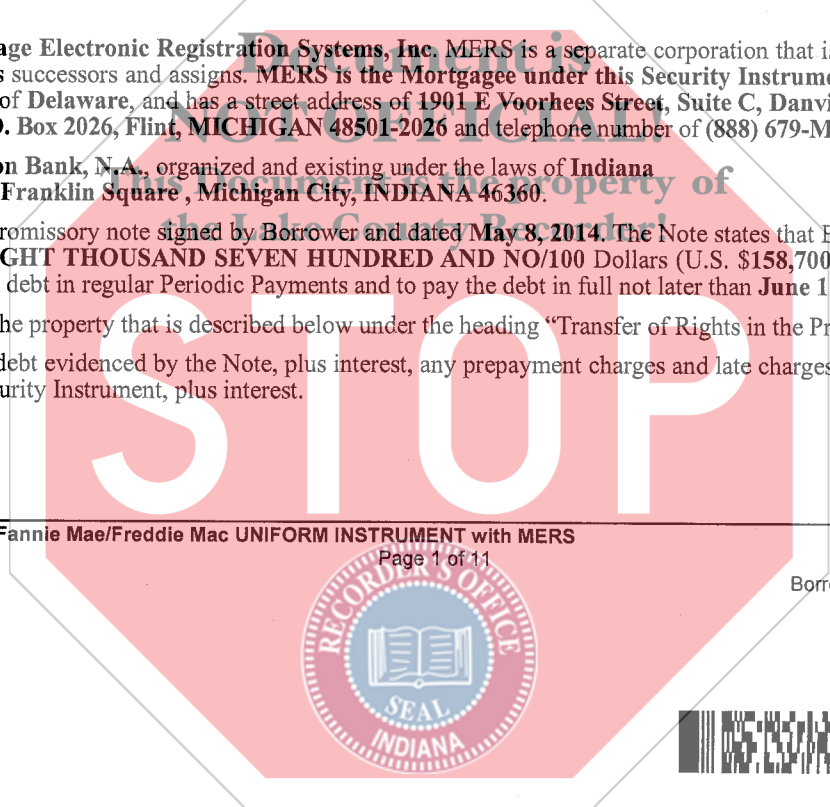 Document is
age Electronic Registration Systems, Inc. MERS is a separate corporation that i
s successors and assigns. MERS is the Mortgagee under this Security Instrume
of Delaware, and has a street address of 1901 E Voorhees Street, Suite C, Danvi
NOT OFFICIAL!
. Box 2026, Flint, MICHIGAN 48501-2026 and telephone number of (888) 679-M
on Bank, N.A., organized and existing under the laws of Indiana
This Document is the property of
Franklin Square , Michigan City, INDIANA 46360.
the Lake County Recorder!
romissory note signed by Borrower and dated May 8, 2014. The Note states that B
GHT THOUSAND SEVEN HUNDRED AND NO/100 Dollars (U.S. $158,700
debt in regular Periodic Payments and to pay the debt in full not later than June 1
he property that is described below under the heading “Transfer of Rights in the Pr
debt evidenced by the Note, plus interest, any prepayment charges and late charges
urity Instrument, plus interest.
STOP
Fannie Mae/Freddie Mac UNIFORM INSTRUMENT with MERS
Page 1 of 11
Borro
RECORDER'S OFFICE
SEAL
INDIANA